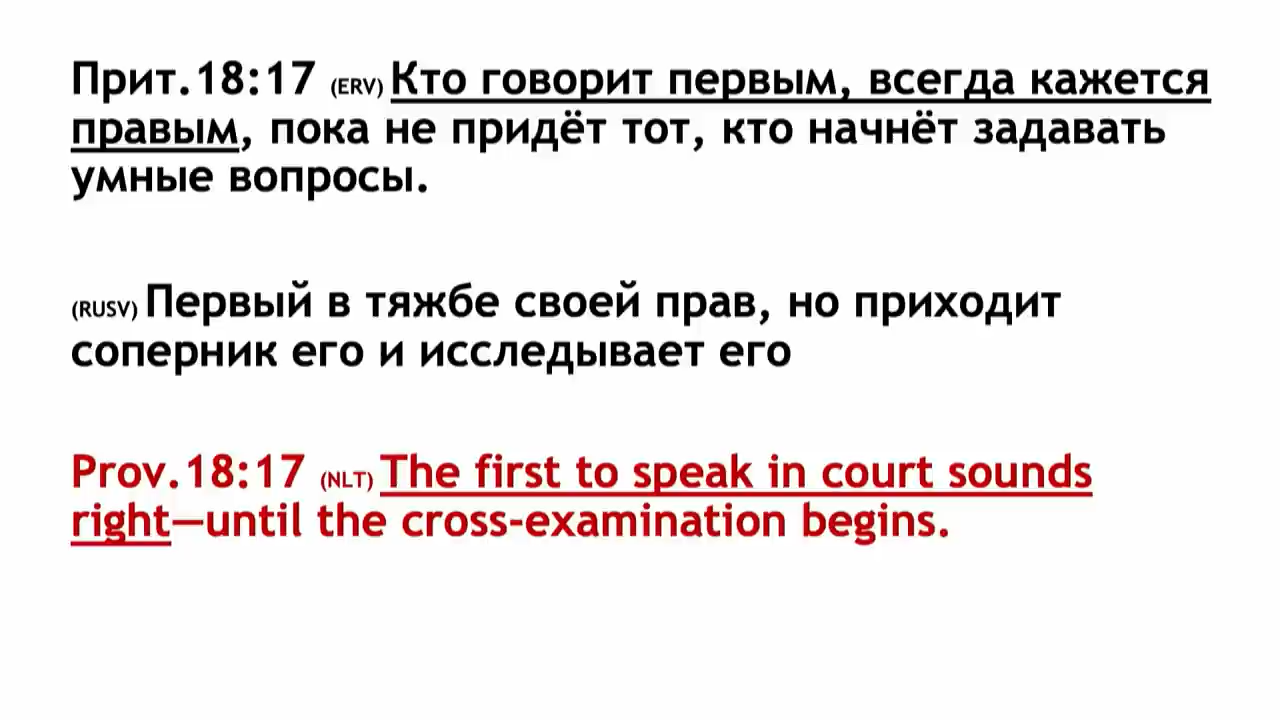 Прит.18:17 (ERV) Кто говорит первым, всегда кажется
правым, пока не придёт тот, кто начнёт задавать
умные вопросы.
(RUSV) Первый в тяжбе своей прав, но приходит
соперник его и исследывает его
Prov.18:17 (NLT) The first to speak in court sounds
right—until the cross-examination begins.